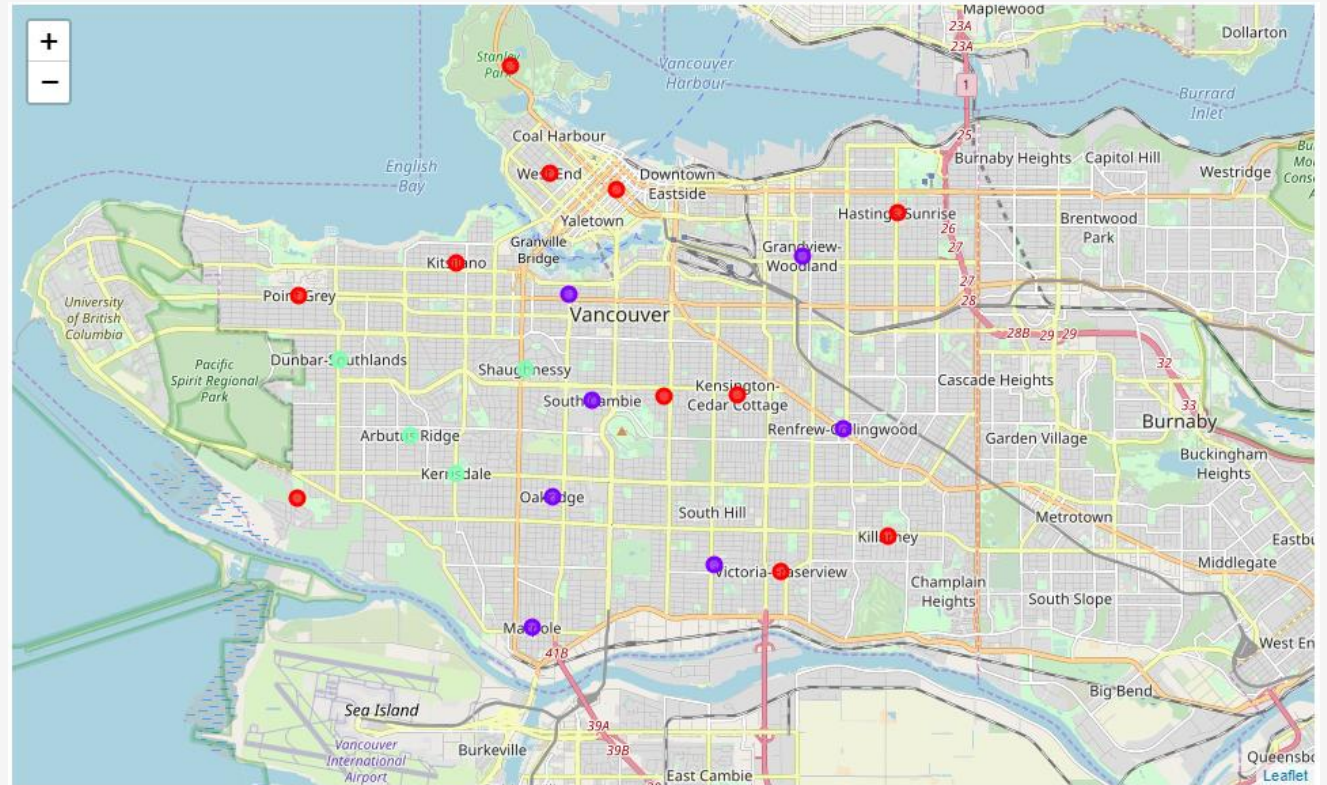 +
−
Maplewood
23A
23A
Dollarton
Stanley
Park
Vancouver
Harbour
1
Burrard
Inlet
Coal Harbour
25
English
Bay
West End
Downtown
Eastside
Burnaby Heights
Capitol Hill
Westridge
Yaletown
Hastings-Sunrise
26
27
Brentwood
Park
Granville
Bridge
Grandview-
Woodland
Kitsilano
University
of British
Columbia
Point Grey
27
28
Vancouver
28B
29
29
Pacific
Spirit Regional
Park
Dunbar-Southlands
Shaughnessy
32
Cascade Heights
Kensington-
Cedar Cottage
South Cambie
33
Burnaby
Arbutus Ridge
Renfrew-Collingwood
Garden Village
Buckingham
Heights
Kerrisdale
Oakridge
South Hill
Metrotown
Killarney
Middlegate
Victoria-Fraserview
Champlain
Heights
South Slope
Marpole
41B
West En
Big Bend
Sea Island
39A
39B
Vancouver
International
Airport
Burkeville
East Cambie
Queensbo
Leaflet